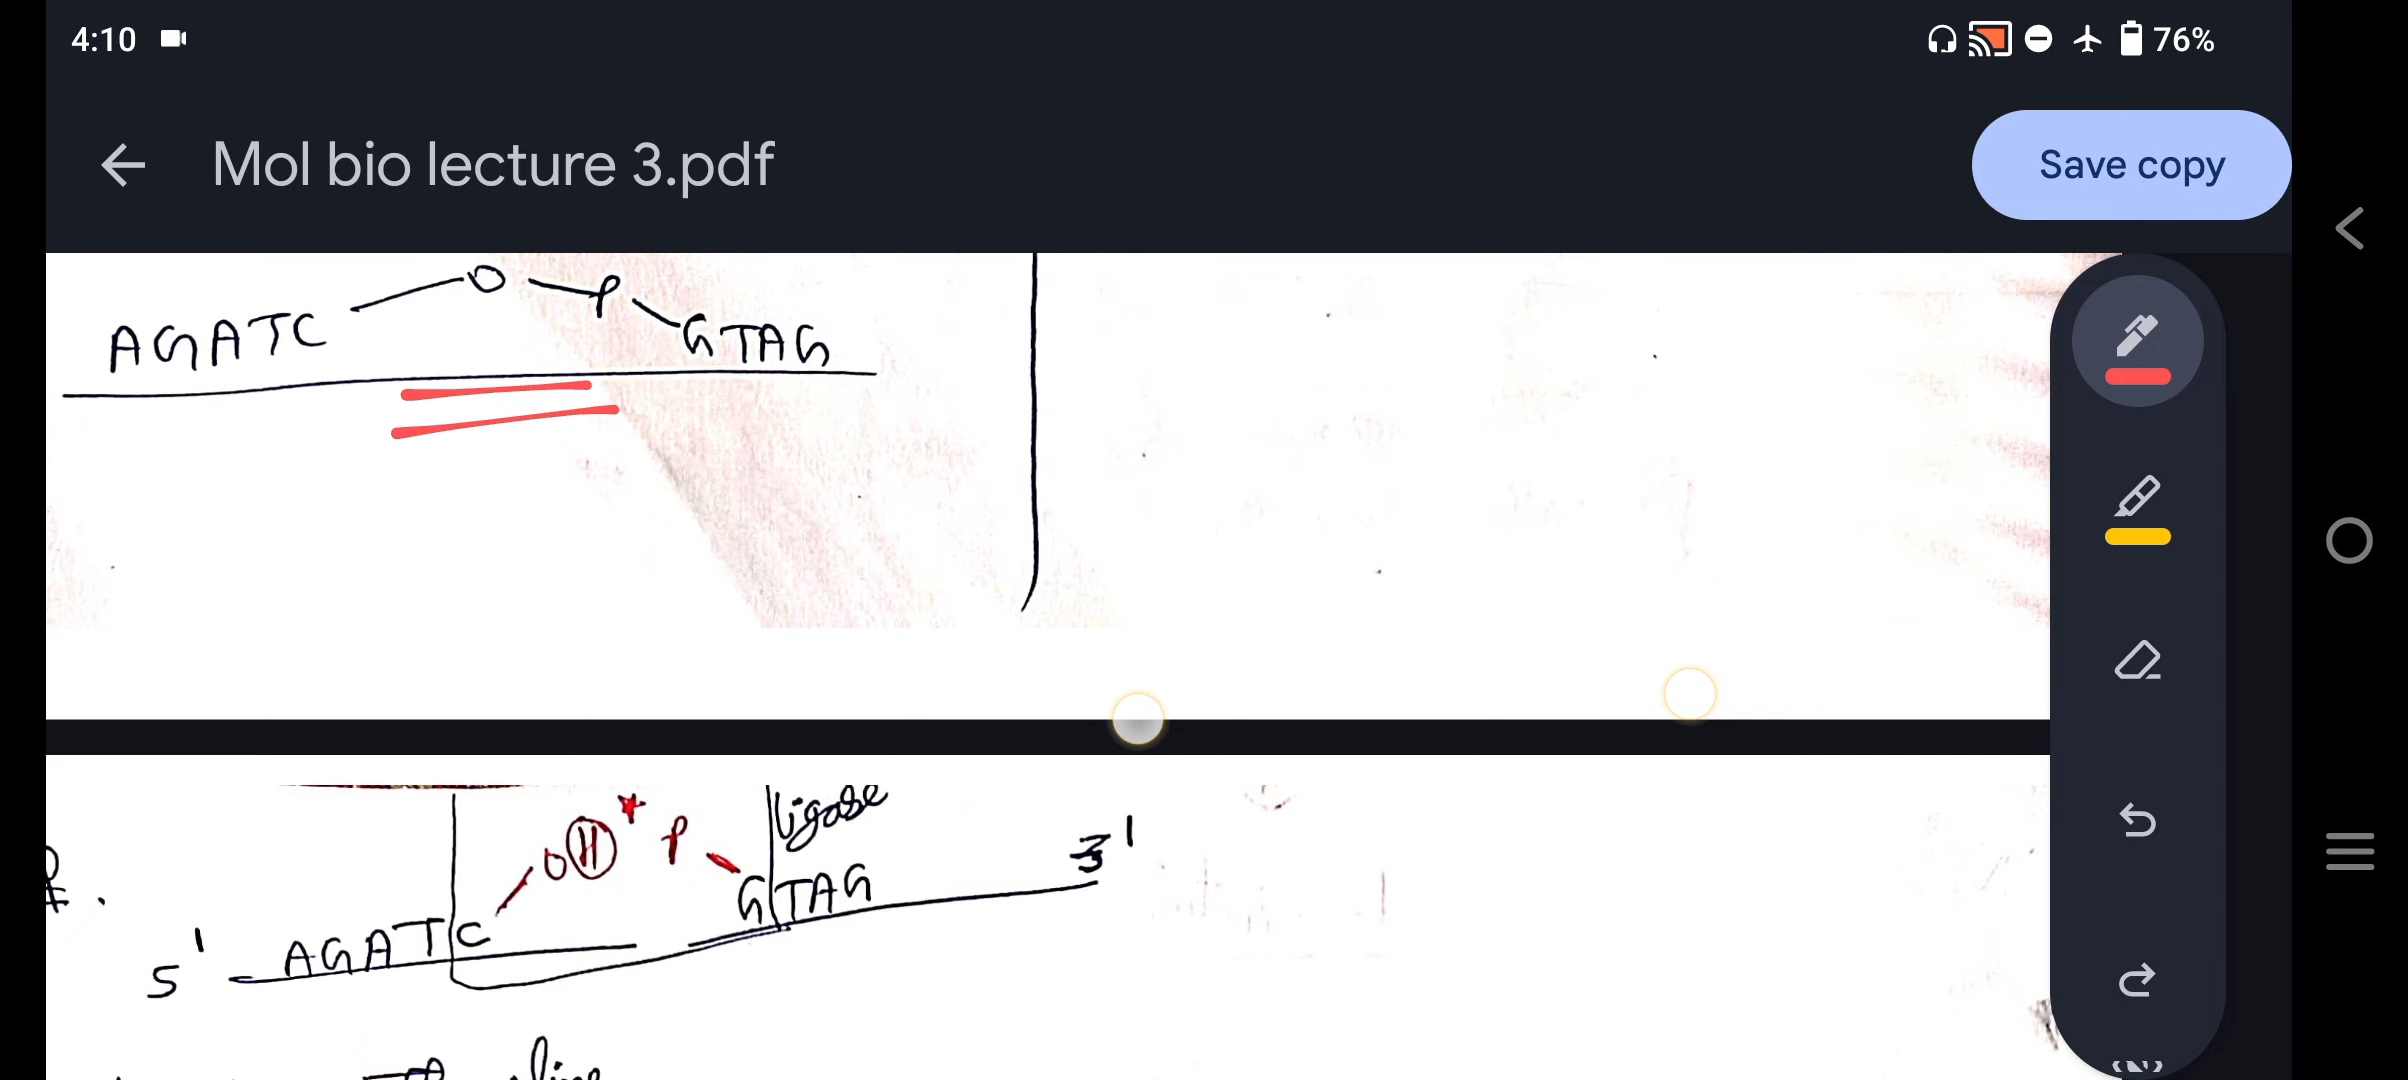 4:10 76%
Mol bio lecture 3.pdf
Save copy
AGATC O P GTAG
ligase
OH P
5' AGATC GTAG 3'